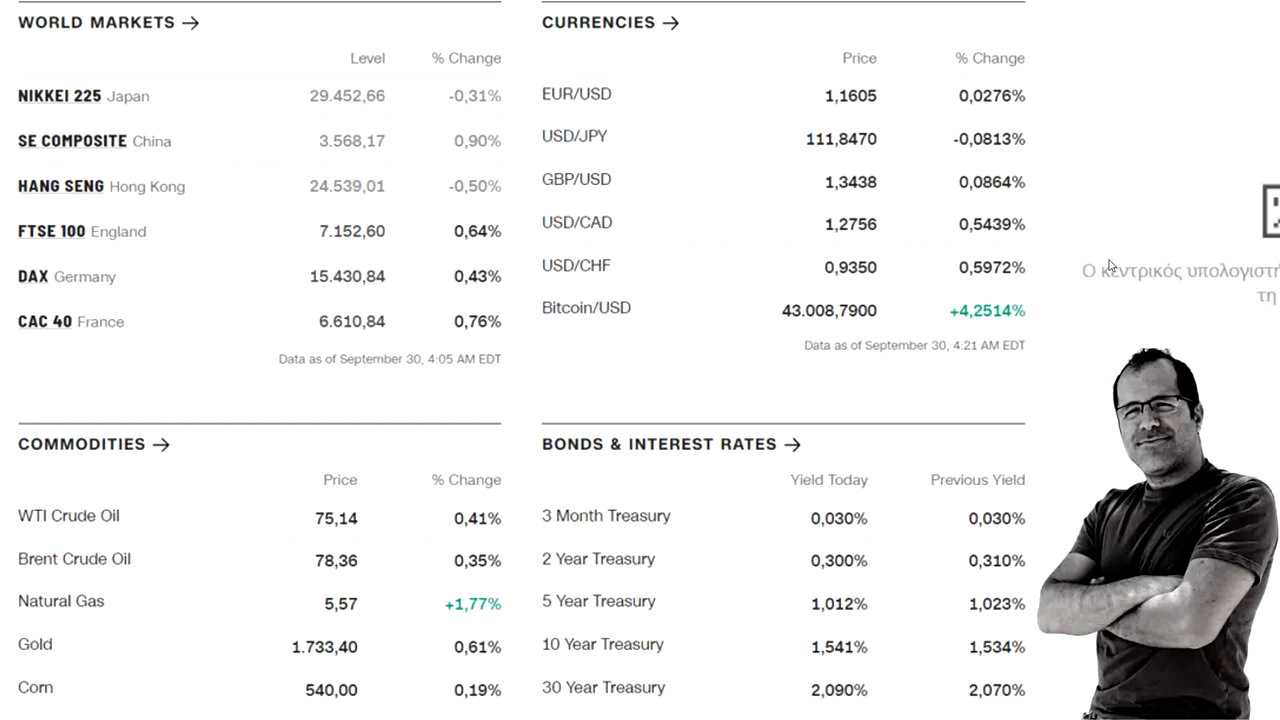 WORLD MARKETS →
Level % Change
NIKKEI 225 Japan 29.452,66 -0,31%
SE COMPOSITE China 3.568,17 0,90%
HANG SENG Hong Kong 24.539,01 -0,50%
FTSE 100 England 7.152,60 0,64%
DAX Germany 15.430,84 0,43%
CAC 40 France 6.610,84 0,76%
Data as of September 30, 4:05 AM EDT
CURRENCIES →
Price % Change
EUR/USD 1,1605 0,0276%
USD/JPY 111,8470 -0,0813%
GBP/USD 1,3438 0,0864%
USD/CAD 1,2756 0,5439%
USD/CHF 0,9350 0,5972%
Bitcoin/USD 43.008,7900 +4,2514%
Data as of September 30, 4:21 AM EDT
COMMODITIES →
Price % Change
WTI Crude Oil 75,14 0,41%
Brent Crude Oil 78,36 0,35%
Natural Gas 5,57 +1,77%
Gold 1.733,40 0,61%
Corn 540,00 0,19%
BONDS & INTEREST RATES →
Yield Today Previous Yield
3 Month Treasury 0,030% 0,030%
2 Year Treasury 0,300% 0,310%
5 Year Treasury 1,012% 1,023%
10 Year Treasury 1,541% 1,534%
30 Year Treasury 2,090% 2,070%
Ο κεντρικός
τη